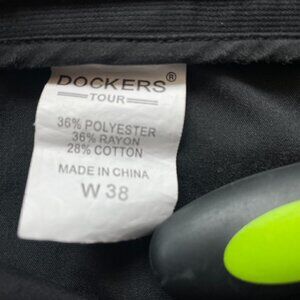 DOCKERS®
TOUR
36% POLYESTER
36% RAYON
28% COTTON
MADE IN CHINA
W 38